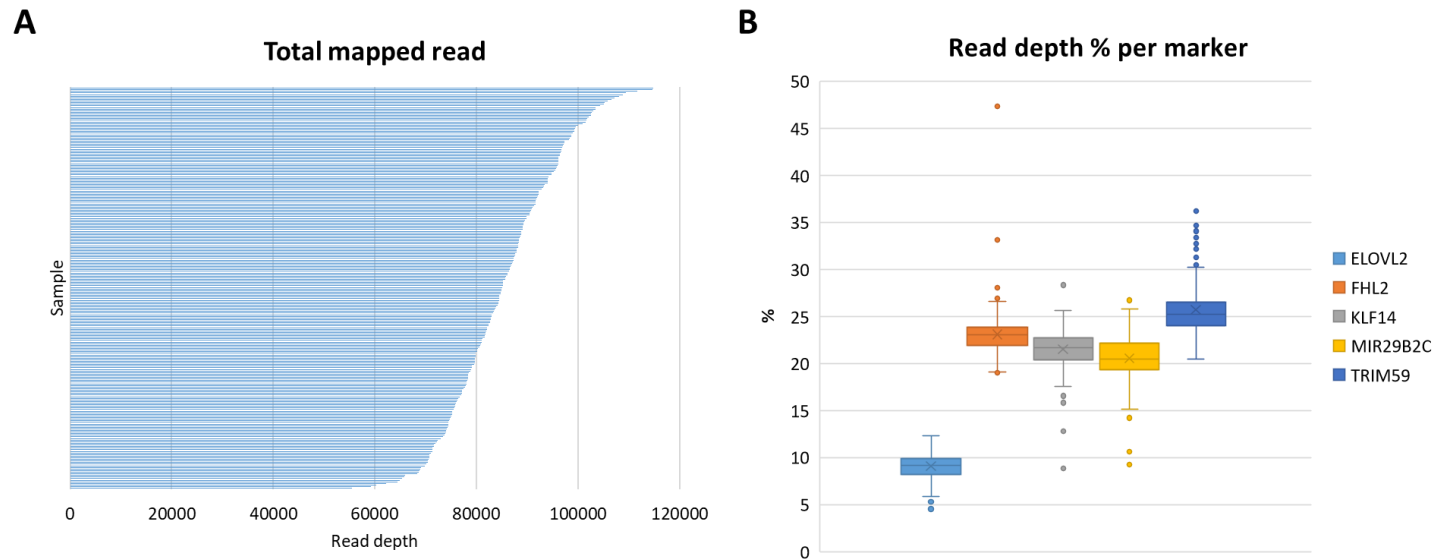 A
Total mapped read
Sample
0 20000 40000 60000 80000 100000 120000
Read depth
B
Read depth % per marker
50
45
40
35
30
25
20
15
10
5
0
%
ELOVL2
FHL2
KLF14
MIR29B2C
TRIM59